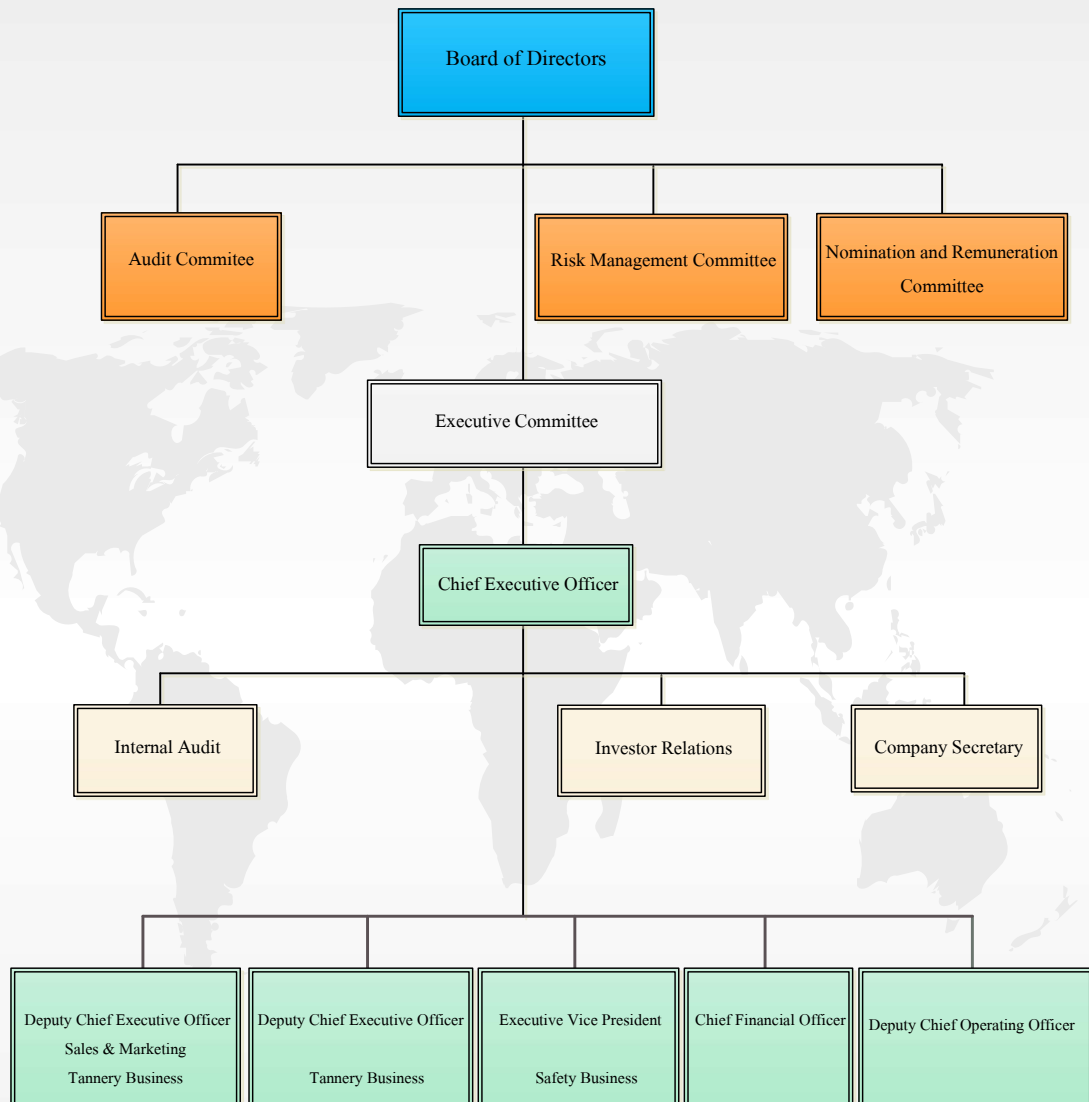 Board of Directors
Audit Commitee
Risk Management Committee
Nomination and Remuneration
Committee
Executive Committee
Chief Executive Officer
Internal Audit
Investor Relations
Company Secretary
Deputy Chief Executive Officer
Sales & Marketing
Tannery Business
Deputy Chief Executive Officer
Tannery Business
Executive Vice President
Safety Business
Chief Financial Officer
Deputy Chief Operating Officer